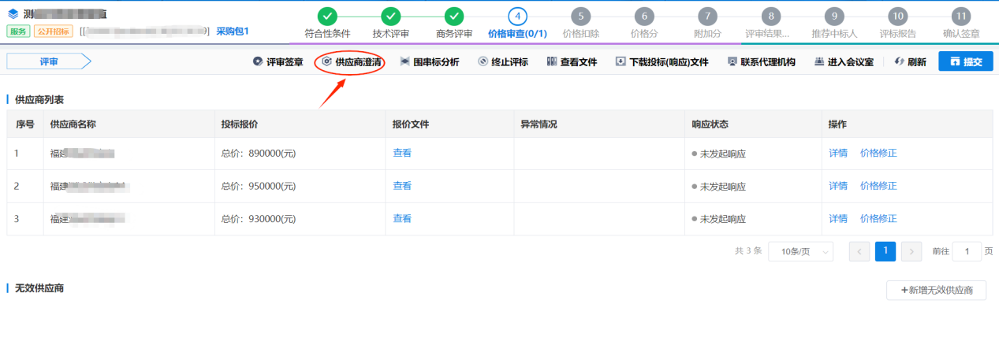 测
服务 公开招标 [[ ] 采购包1
4 5 6 7 8 9 10 11
符合性条件 技术评审 商务评审 价格审查(0/1) 价格扣除 价格分 附加分 评审结果... 推荐中标人 评标报告 确认签章
评审 评审签章 供应商澄清 围串标分析 终止评标 查看文件 下载投标(响应)文件 联系代理机构 进入会议室 刷新 提交
供应商列表
序号 供应商名称 投标报价 报价文件 异常情况 响应状态 操作
1 福建 总价：890000(元) 查看 未发起响应 详情 价格修正
2 福建 总价：950000(元) 查看 未发起响应 详情 价格修正
3 福建 总价：930000(元) 查看 未发起响应 详情 价格修正
共 3 条 10条/页 < 1 > 前往 1 页
无效供应商 +新增无效供应商